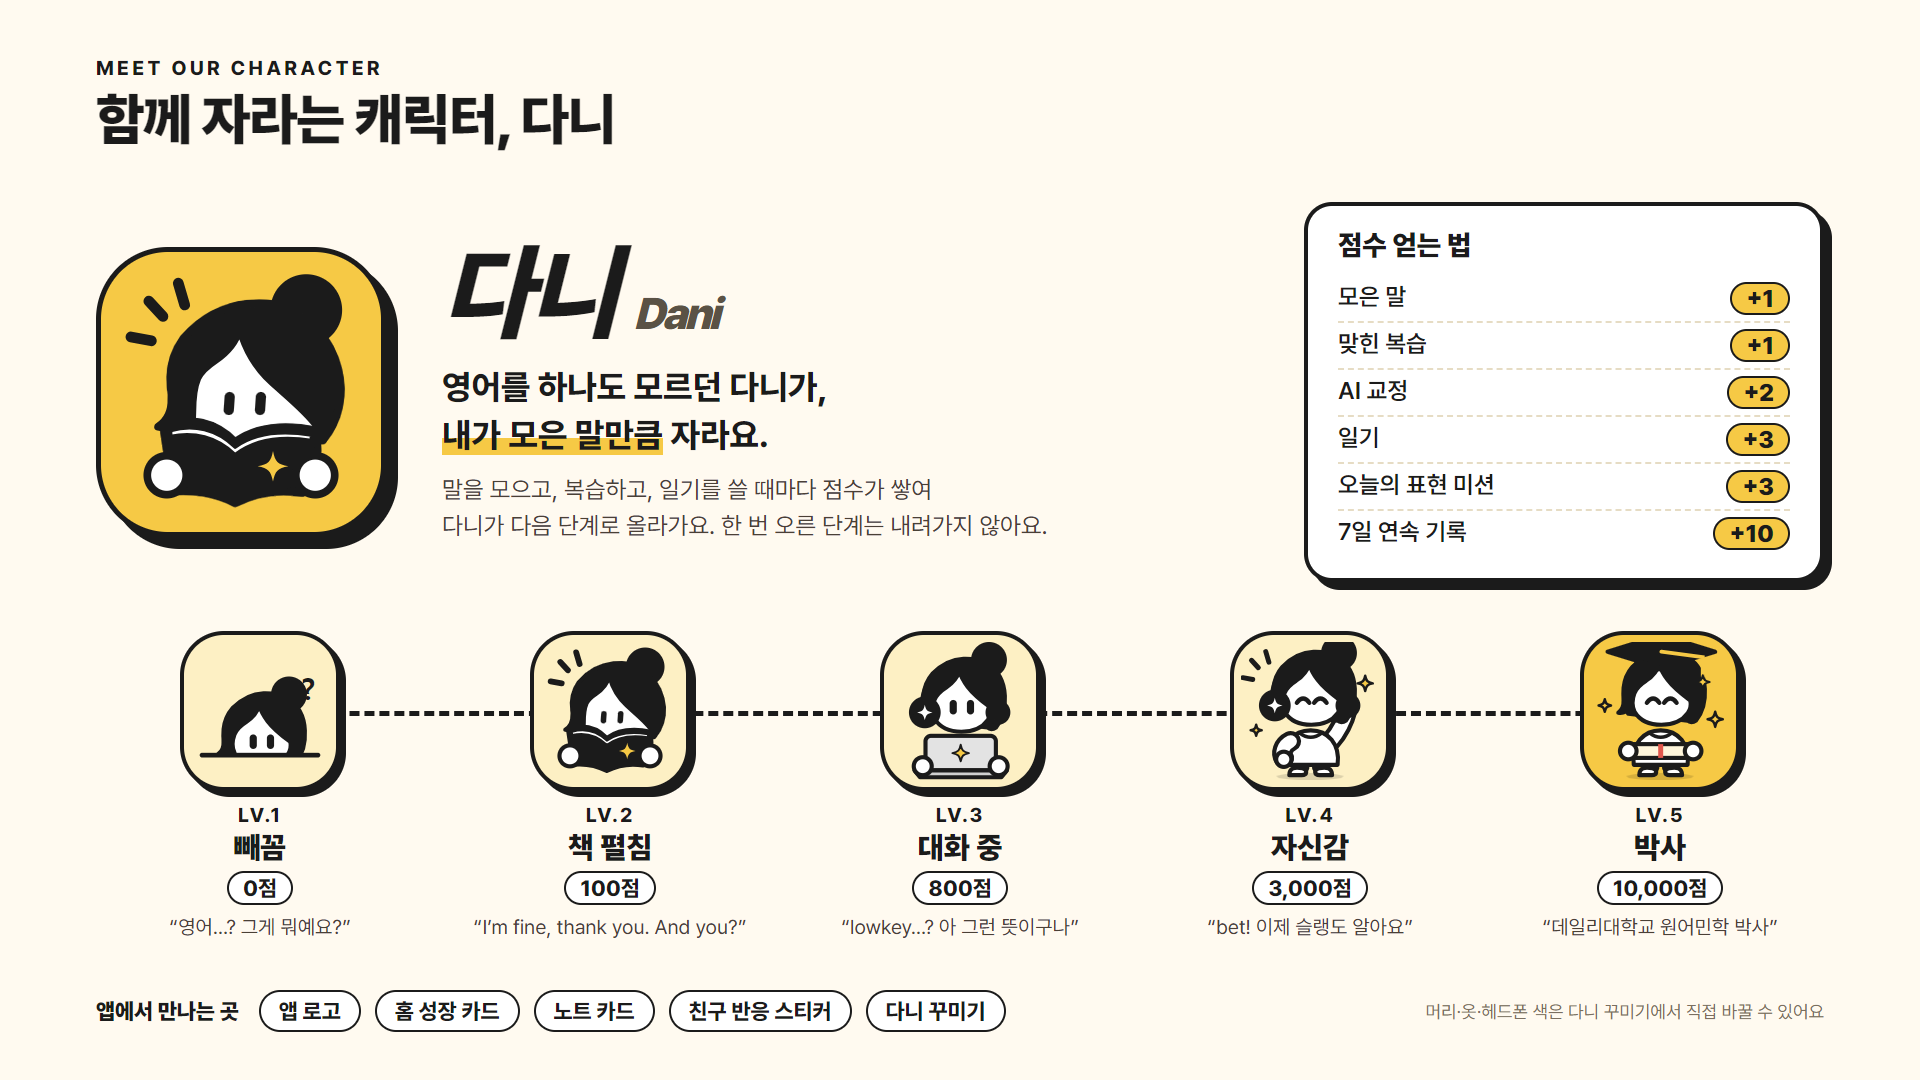 MEET OUR CHARACTER
함께 자라는 캐릭터, 다니
다니 Dani
영어를 하나도 모르던 다니가,
내가 모은 말만큼 자라요.
말을 모으고, 복습하고, 일기를 쓸 때마다 점수가 쌓여
다니가 다음 단계로 올라가요. 한 번 오른 단계는 내려가지 않아요.
점수 얻는 법
모은 말 +1
맞힌 복습 +1
AI 교정 +2
일기 +3
오늘의 표현 미션 +3
7일 연속 기록 +10
?
LV.1
빼꼼
0점
“영어...? 그게 뭐예요?”
LV.2
책 펼침
100점
“I’m fine, thank you. And you?”
LV.3
대화 중
800점
“lowkey...? 아 그런 뜻이구나”
LV.4
자신감
3,000점
“bet! 이제 슬랭도 알아요”
LV.5
박사
10,000점
“데일리대학교 원어민학 박사”
앱에서 만나는 곳 앱 로고 홈 성장 카드 노트 카드 친구 반응 스티커 다니 꾸미기
머리·옷·헤드폰 색은 다니 꾸미기에서 직접 바꿀 수 있어요